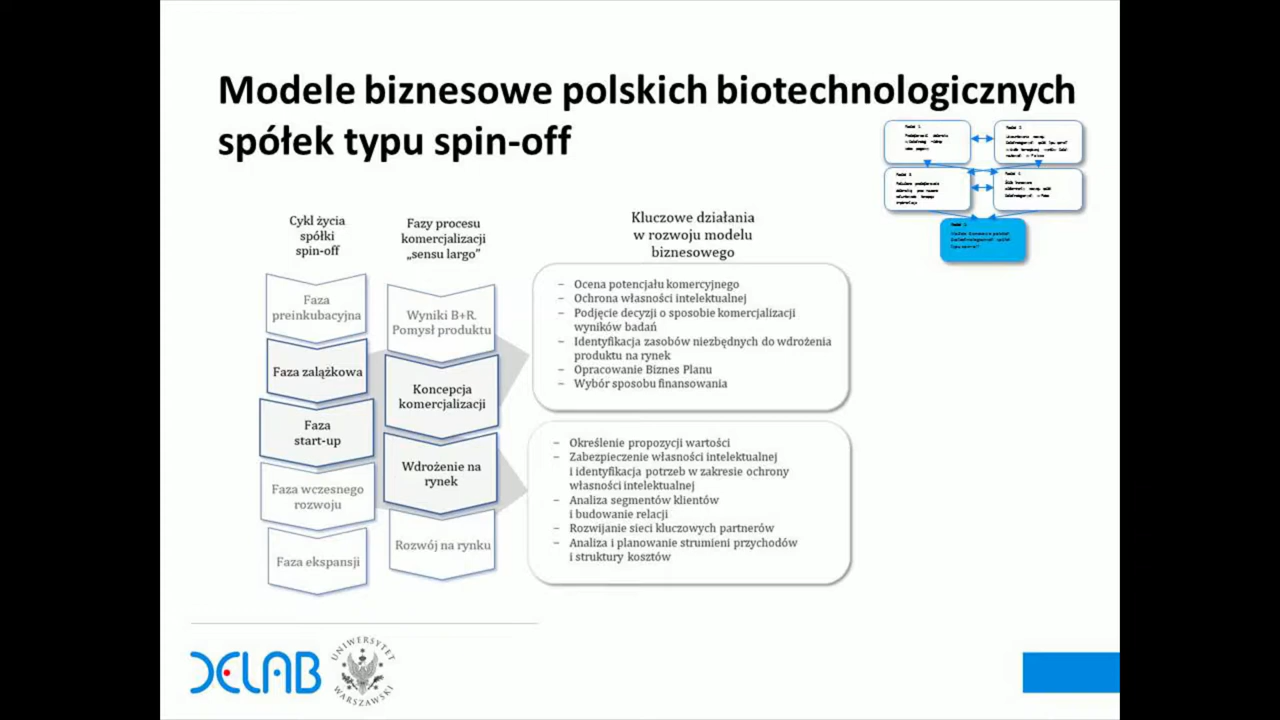 Modele biznesowe polskich biotechnologicznych
spółek typu spin-off
Cykl życia
spółki
spin-off
Fazy procesu
komercjalizacji
„sensu largo”
Kluczowe działania
w rozwoju modelu
biznesowego
Faza
preinkubacyjna
Faza zalążkowa
Faza
start-up
Faza wczesnego
rozwoju
Faza ekspansji
Wyniki B+R.
Pomysł produktu
Koncepcja
komercjalizacji
Wdrożenie na
rynek
Rozwój na rynku
– Ocena potencjału komercyjnego
– Ochrona własności intelektualnej
– Podjęcie decyzji o sposobie komercjalizacji
wyników badań
– Identyfikacja zasobów niezbędnych do wdrożenia
produktu na rynek
– Opracowanie Biznes Planu
– Wybór sposobu finansowania
– Określenie propozycji wartości
– Zabezpieczenie własności intelektualnej
i identyfikacja potrzeb w zakresie ochrony
własności intelektualnej
– Analiza segmentów klientów
i budowanie relacji
– Rozwijanie sieci kluczowych partnerów
– Analiza i planowanie strumieni przychodów
i struktury kosztów
DELAB
UNIWERSYTET
WARSZAWSKI